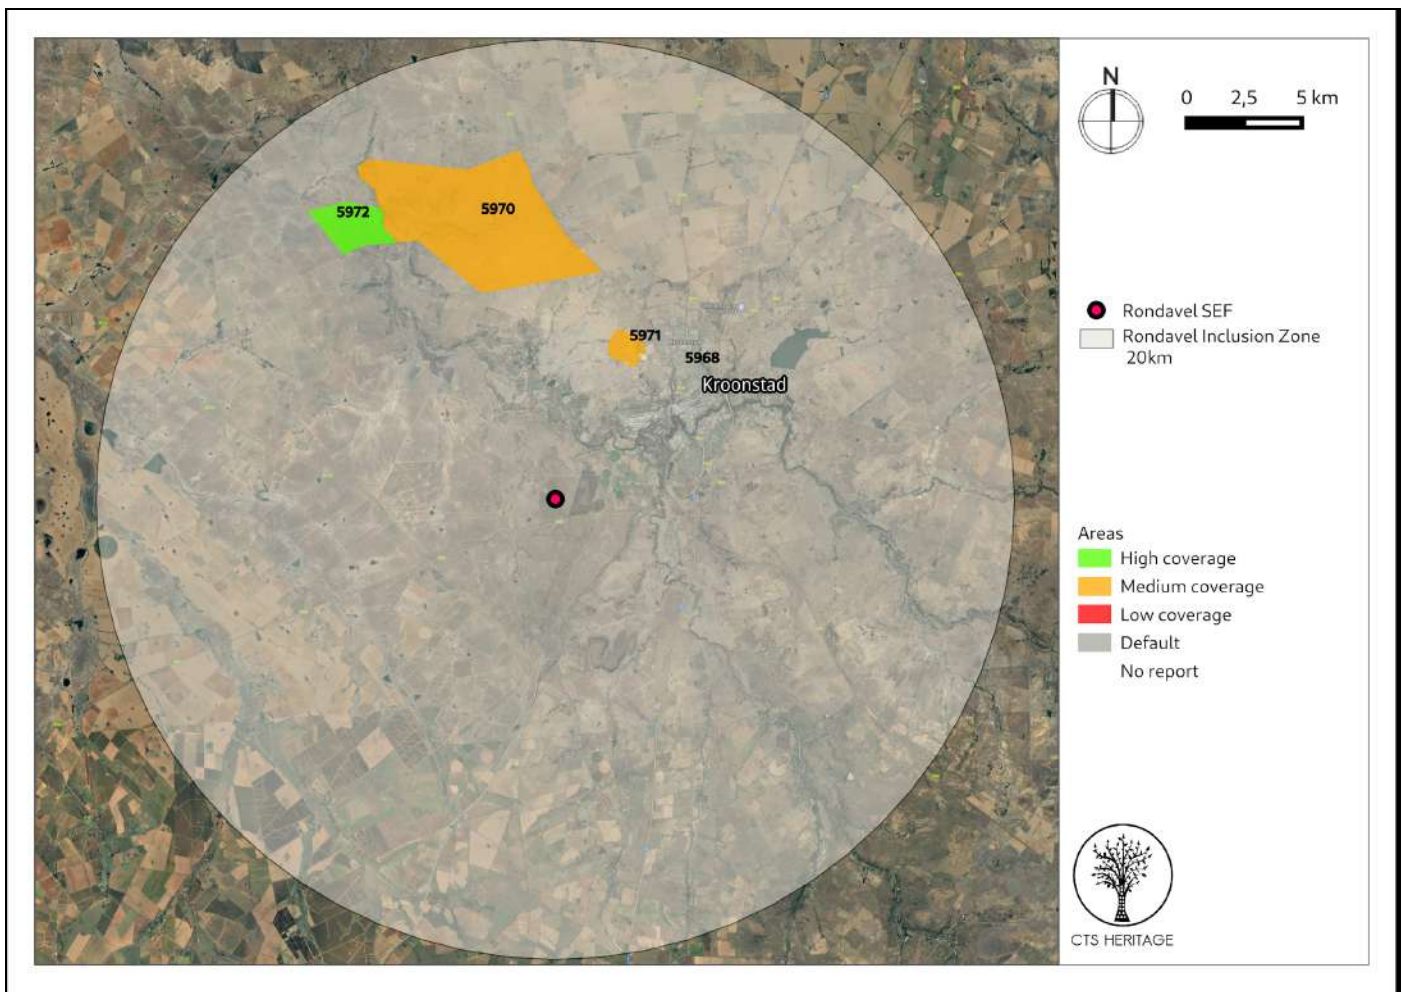 N
0 2,5 5 km
5972
5970
5971
5968
Kroonstad
Rondavel SEF
Rondavel Inclusion Zone
20km
Areas
High coverage
Medium coverage
Low coverage
Default
No report
CTS HERITAGE